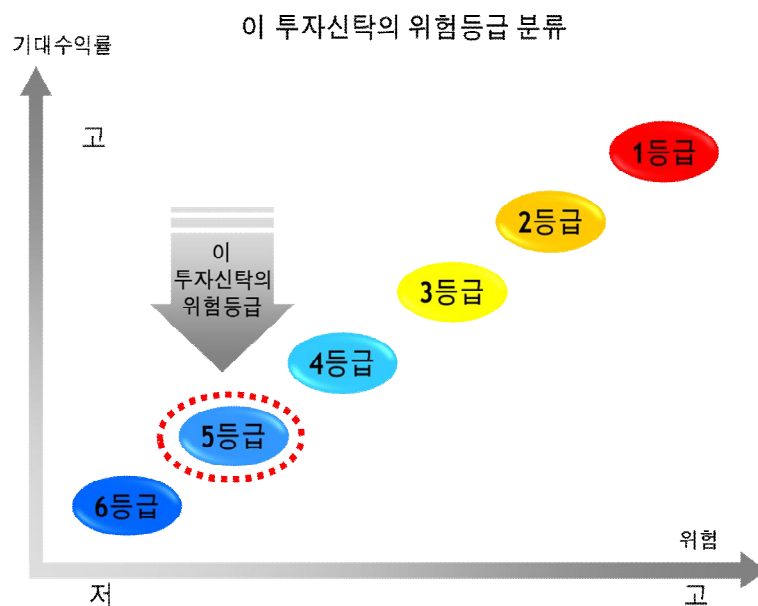 이 투자신탁의 위험등급 분류
기대수익률
고
1등급
2등급
이
투자신탁의
위험등급
3등급
4등급
5등급
6등급
위험
저
고